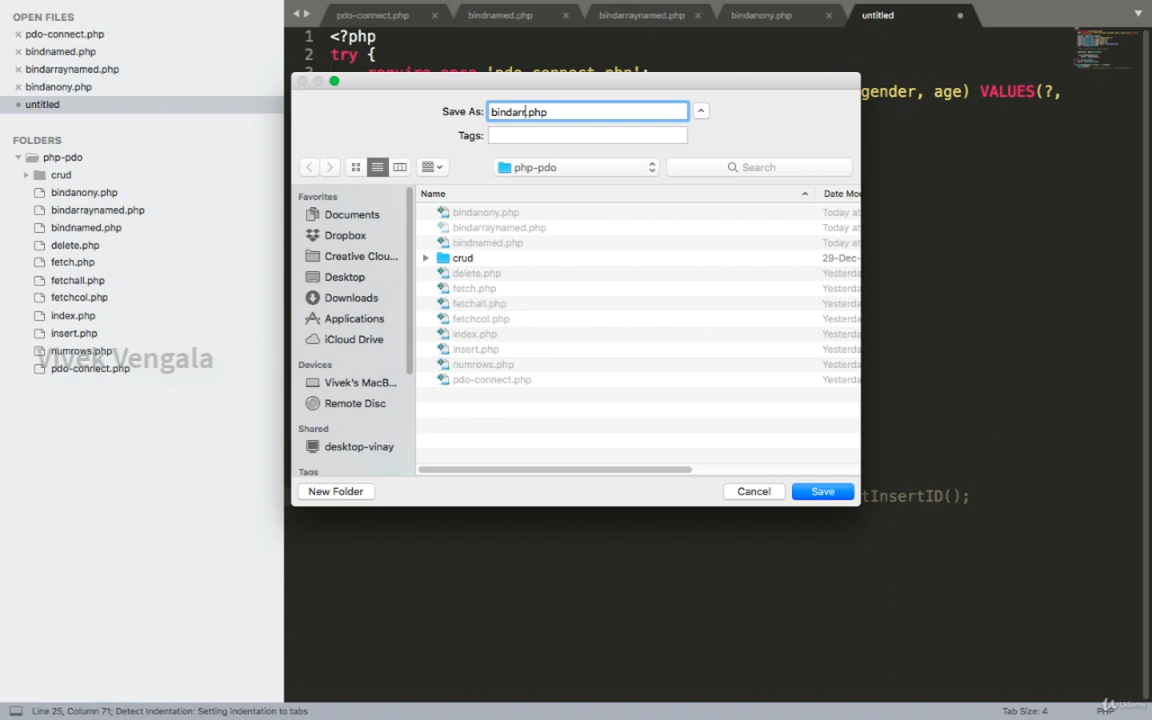 OPEN FILES
pdo-connect.php
bindnamed.php
bindarraynamed.php
bindanony.php
untitled
FOLDERS
php-pdo
crud
bindanony.php
bindarraynamed.php
bindnamed.php
delete.php
fetch.php
fetchall.php
fetchcol.php
index.php
insert.php
numrows.php
pdo-connect.php
Vivek Vengala
pdo-connect.php
bindnamed.php
bindarraynamed.php
bindanony.php
untitled
1 <?php
2 try {
require_once 'pdo-connect.php';
gender, age) VALUES(?,
tInsertID();
Save As: bindarr.php
Tags:
php-pdo
Search
Favorites
Documents
Dropbox
Creative Clou...
Desktop
Downloads
Applications
iCloud Drive
Devices
Vivek's MacB...
Remote Disc
Shared
desktop-vinay
Tags
Name Date Mo
bindanony.php Today at
bindarraynamed.php Today at
bindnamed.php Today at
crud 29-Dec-
delete.php Yesterda
fetch.php Yesterda
fetchall.php Yesterda
fetchcol.php Yesterda
index.php Yesterda
insert.php Yesterda
numrows.php Yesterda
pdo-connect.php Yesterda
New Folder
Cancel
Save
Line 25, Column 71; Detect Indentation: Setting indentation to tabs
Tab Size: 4
PHP
Udemy